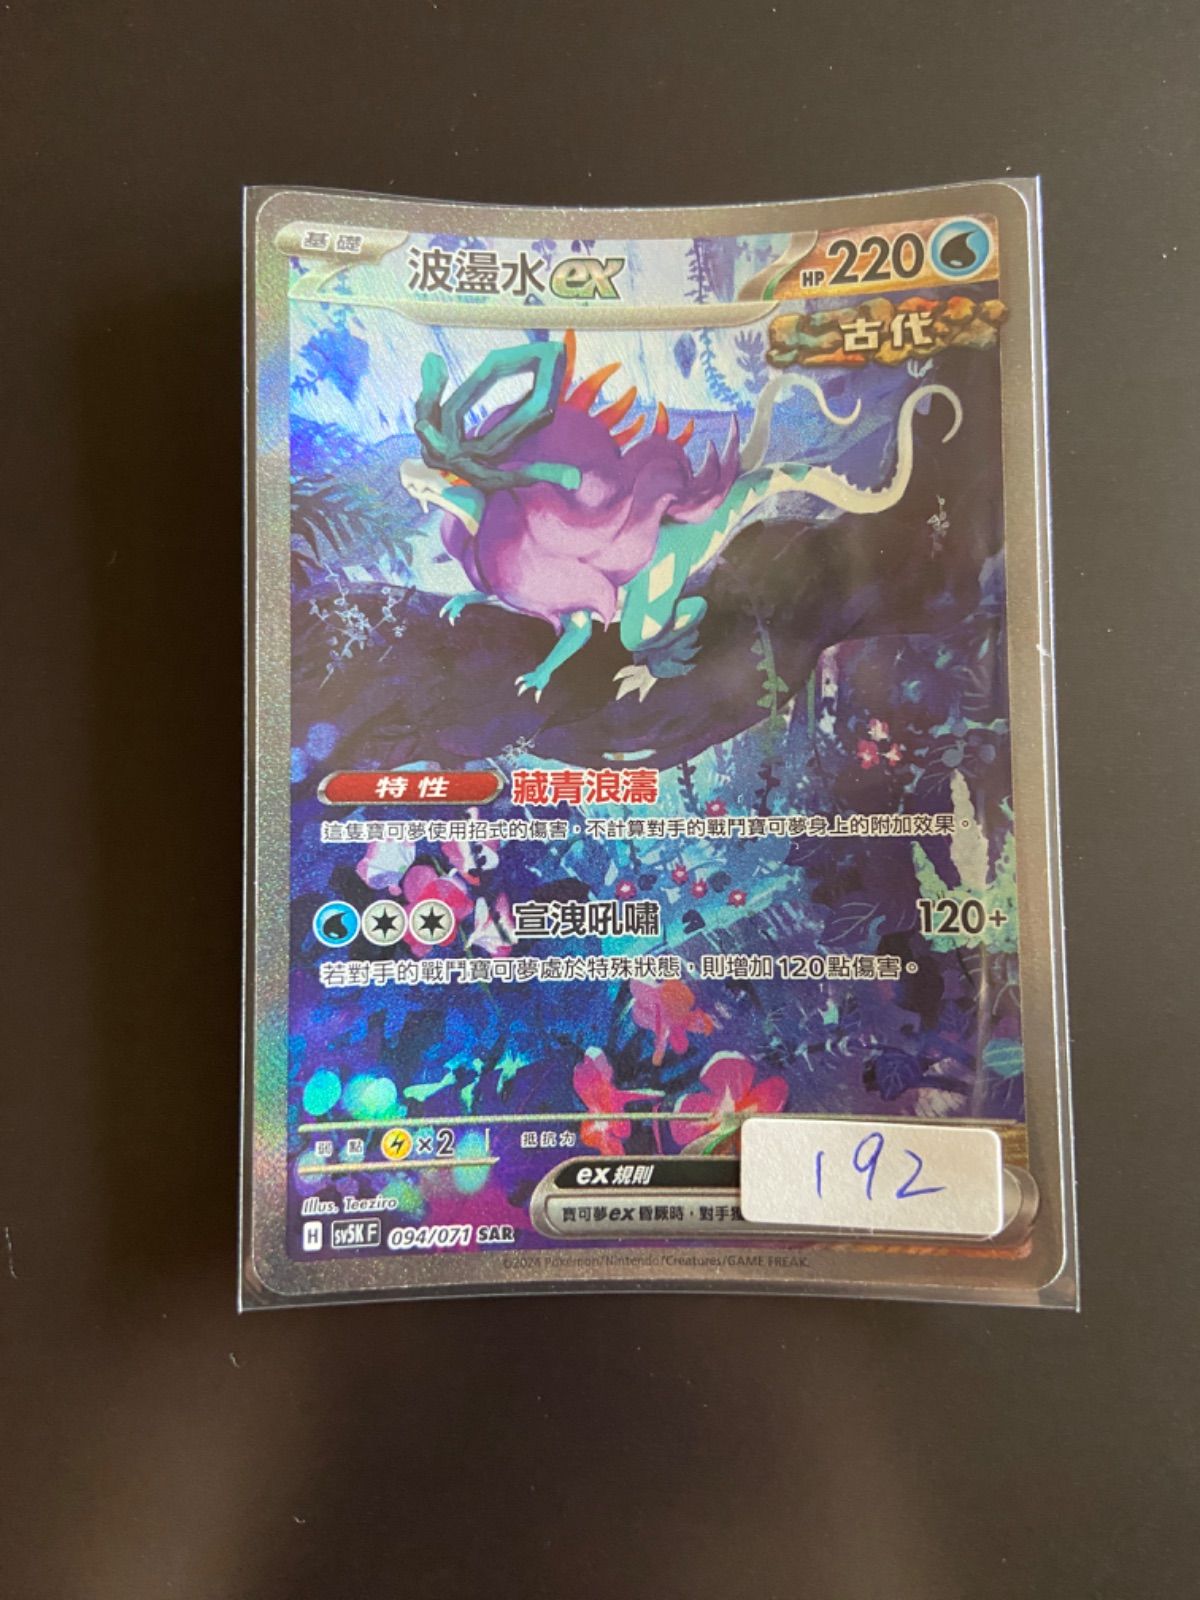 基礎 波盪水ex HP 220
古代
特性 藏青浪濤
這隻寶可夢使用招式的傷害，不計算對手的戰鬥寶可夢身上的附加效果。
宣洩吼嘯 120+
若對手的戰鬥寶可夢處於特殊狀態，則增加120點傷害。
弱點 ×2 抵抗力
192
ex規則
寶可夢ex昏厥時，對手獲
Illus. Teeziro
H sv5K F 094/071 SAR
©2024 Pokémon/Nintendo/Creatures/GAME FREAK.